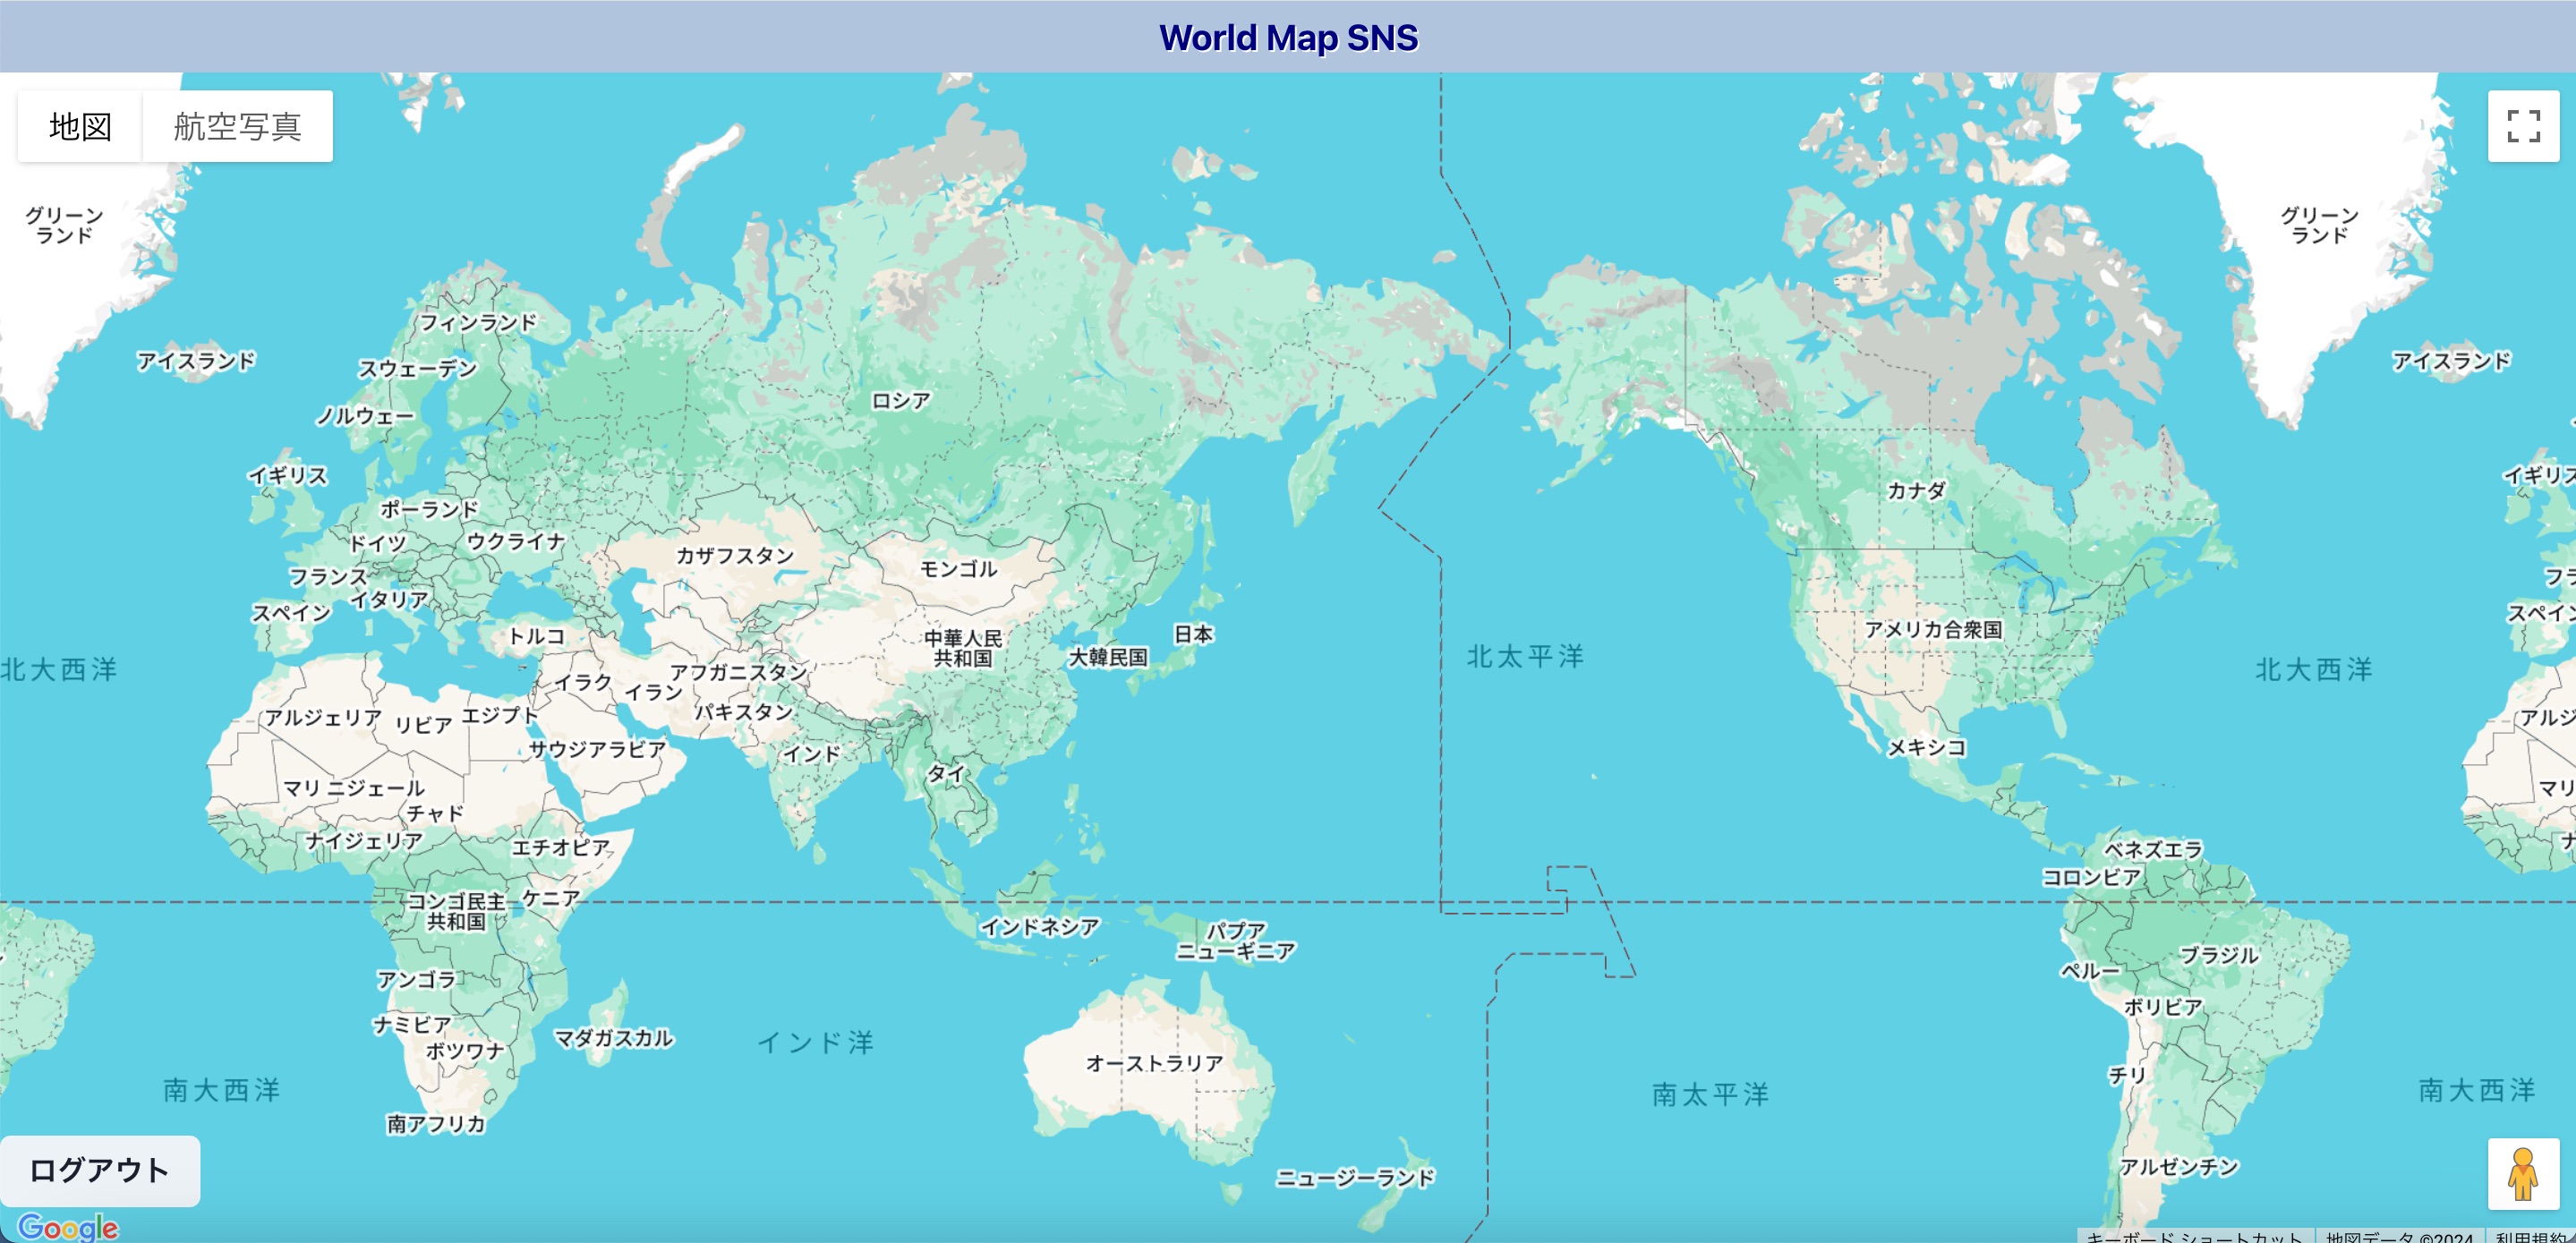 World Map SNS
地図
航空写真
グリーン
ランド
グリーン
ランド
フィンランド
アイスランド
スウェーデン
アイスランド
ロシア
ノルウェー
イギリス
イギリス
カナダ
ポーランド
ドイツ
ウクライナ
カザフスタン
モンゴル
フランス
フラ
イタリア
スペイン
スペイン
トルコ
中華人民
共和国
日本
アメリカ合衆国
大韓民国
北太平洋
北大西洋
北大西洋
アフガニスタン
イラク
イラン
アルジェリア
リビア
エジプト
パキスタン
アルジ
サウジアラビア
インド
メキシコ
タイ
マリ
ニジェール
マリ
チャド
ナイジェリア
エチオピア
ナ
ベネズエラ
コロンビア
コンゴ民主
共和国
ケニア
インドネシア
パプア
ニューギニア
ブラジル
アンゴラ
ペルー
ボリビア
ナミビア
マダガスカル
インド洋
ボツワナ
オーストラリア
チリ
南大西洋
南太平洋
南大西洋
南アフリカ
ログアウト
ニュージーランド
アルゼンチン
Google
キーボード ショートカット
地図データ ©2024
利用規約